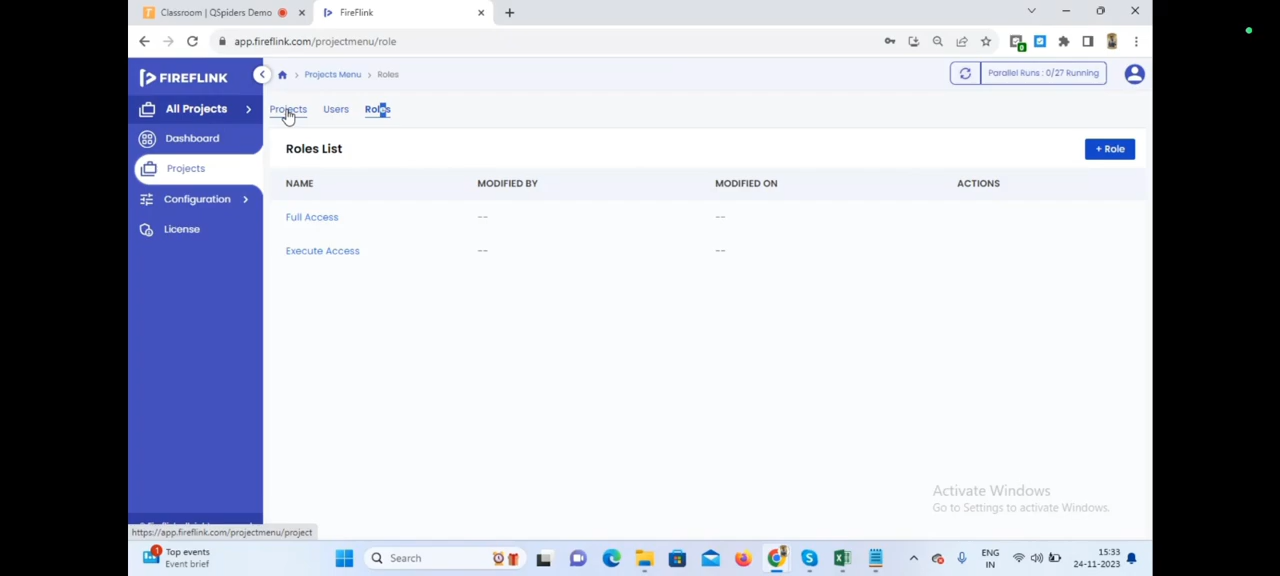 Classroom | QSpiders Demo
FireFlink
app.fireflink.com/projectmenu/role
FIREFLINK
Projects Menu > Roles
Parallel Runs : 0/27 Running
All Projects
Projects Users Roles
Dashboard
Roles List
+ Role
Projects
NAME MODIFIED BY MODIFIED ON ACTIONS
Configuration
Full Access -- --
License
Execute Access -- --
Activate Windows
Go to Settings to activate Windows.
https://app.fireflink.com/projectmenu/project
1
Top events
Event brief
Search
ENG
IN
15:33
24-11-2023